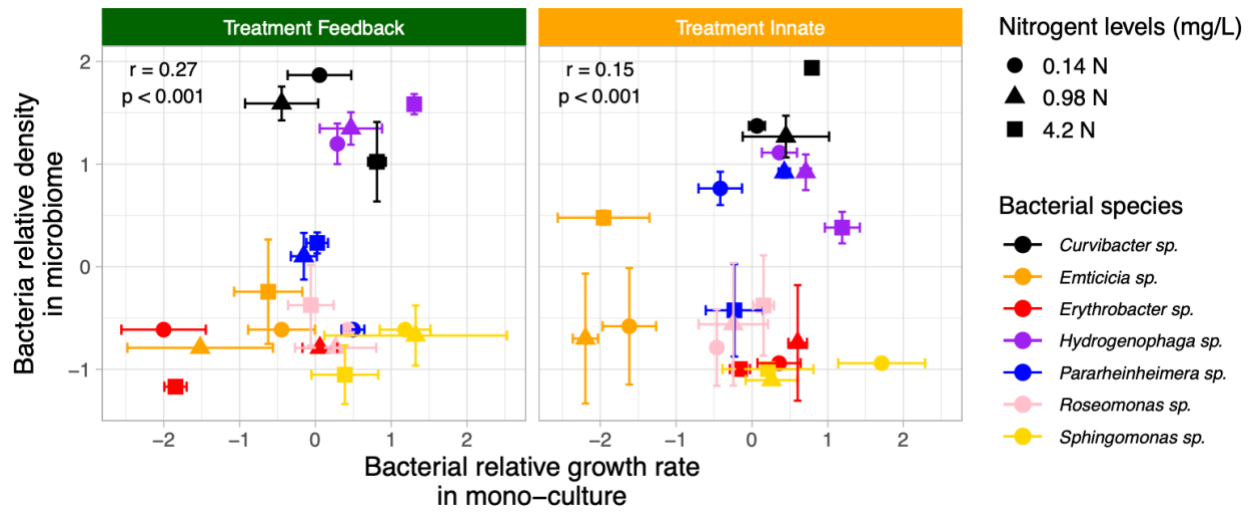 Treatment Feedback
Treatment Innate
r = 0.27
p < 0.001
r = 0.15
p < 0.001
2
1
0
−1
Bacteria relative density
in microbiome
−2
−1
0
1
2
−2
−1
0
1
2
Bacterial relative growth rate
in mono−culture
Nitrogent levels (mg/L)
0.14 N
0.98 N
4.2 N
Bacterial species
Curvibacter sp.
Emticicia sp.
Erythrobacter sp.
Hydrogenophaga sp.
Pararheinheimera sp.
Roseomonas sp.
Sphingomonas sp.